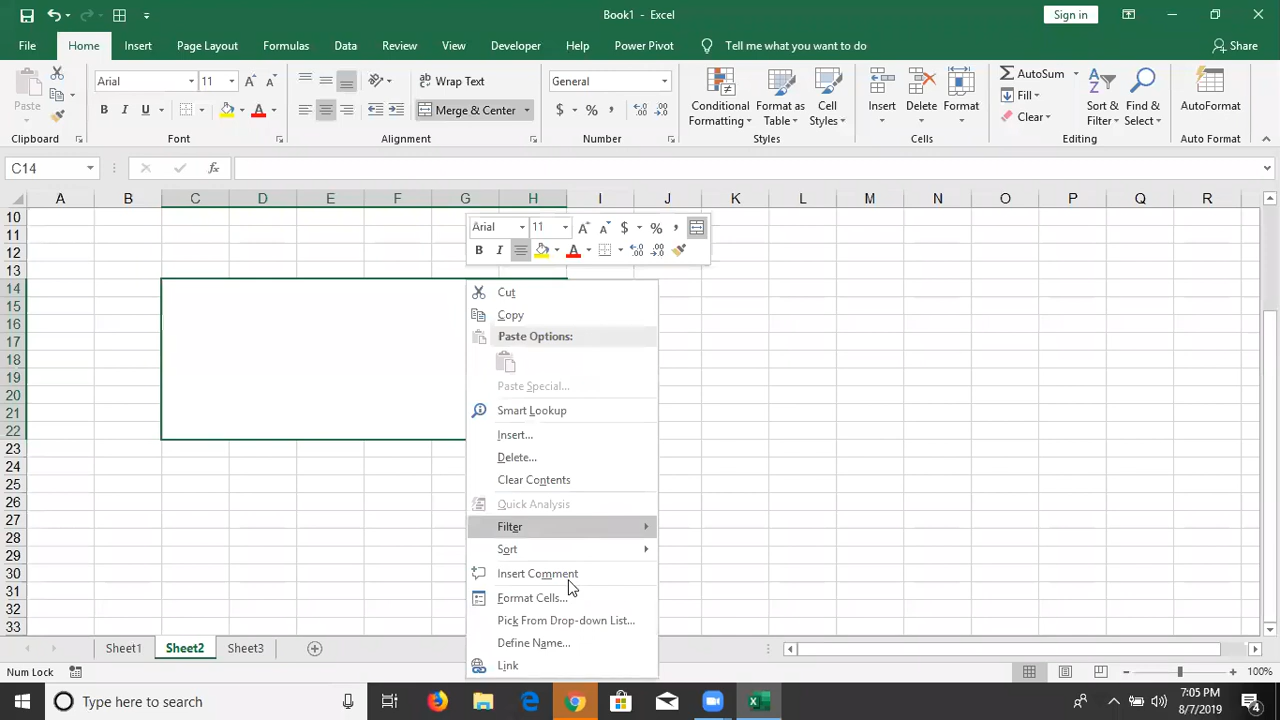 Book1 - Excel
Sign in
File Home Insert Page Layout Formulas Data Review View Developer Help Power Pivot Tell me what you want to do Share
Paste
Arial 11
B I U
Wrap Text
Merge & Center
General
$ % ,
Conditional Formatting
Format as Table
Cell Styles
Insert
Delete
Format
AutoSum
Fill
Clear
Sort & Filter
Find & Select
AutoFormat
Clipboard Font Alignment Number Styles Cells Editing Auto Format
C14 fx
A B C D E F G H I J K L M N O P Q R
10
11
12
13
14
15
16
17
18
19
20
21
22
23
24
25
26
27
28
29
30
31
32
33
Arial 11 A A $ % ,
B I A
Cut
Copy
Paste Options:
Paste Special...
Smart Lookup
Insert...
Delete...
Clear Contents
Quick Analysis
Filter
Sort
Insert Comment
Format Cells...
Pick From Drop-down List...
Define Name...
Link
Sheet1 Sheet2 Sheet3
Num Lock
100%
Type here to search
7:05 PM
8/7/2019
4